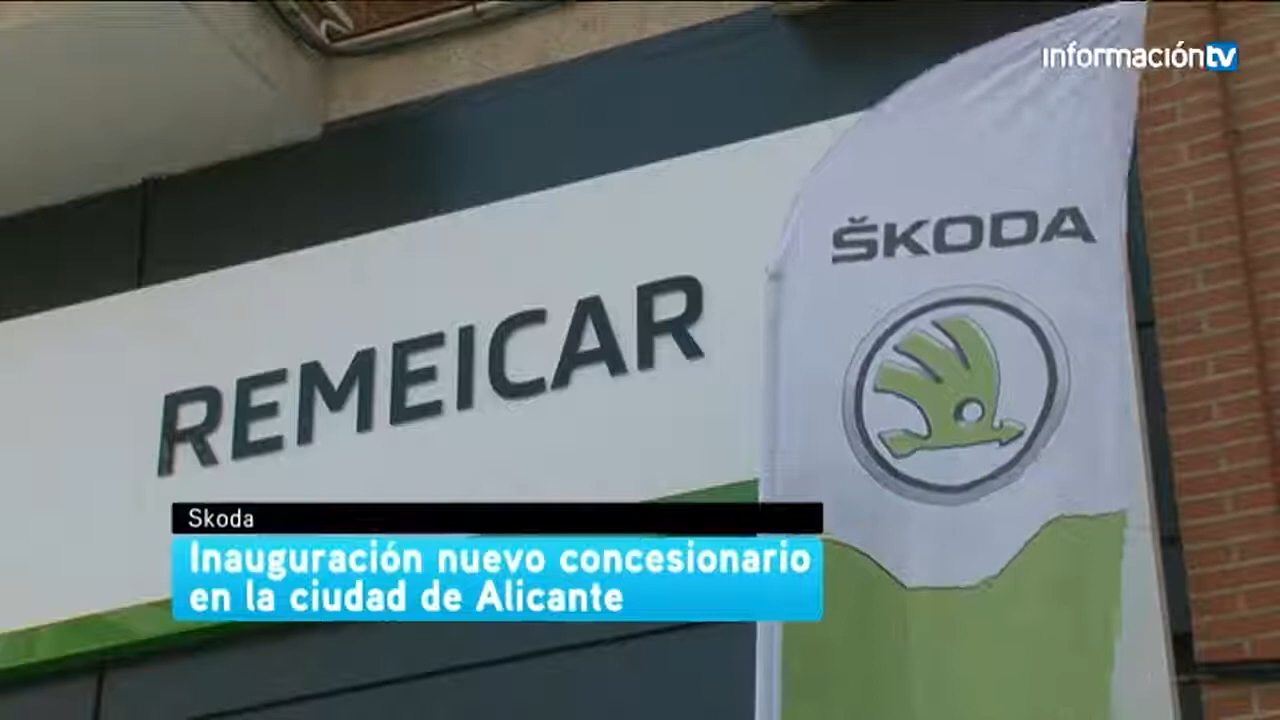 informacióntv
ŠKODA
REMEICAR
Skoda
Inauguración nuevo concesionario
en la ciudad de Alicante